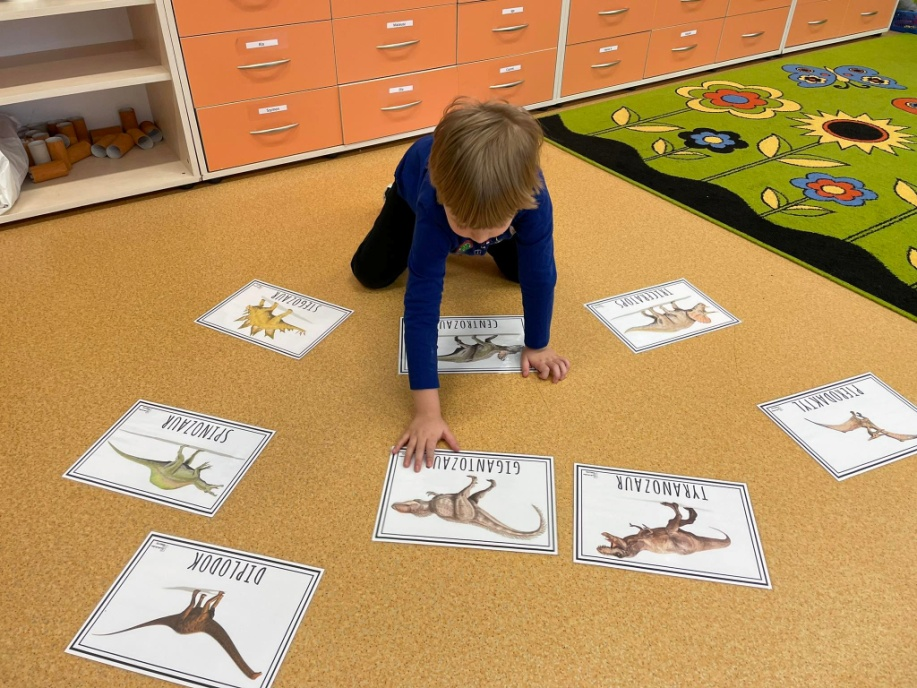 STEGOZAUR
CENTROZAUR
TRICERATOPS
PTERODAKTYL
SPINOZAUR
GIGANTOZAUR
TYRANOZAUR
DIPLODOK